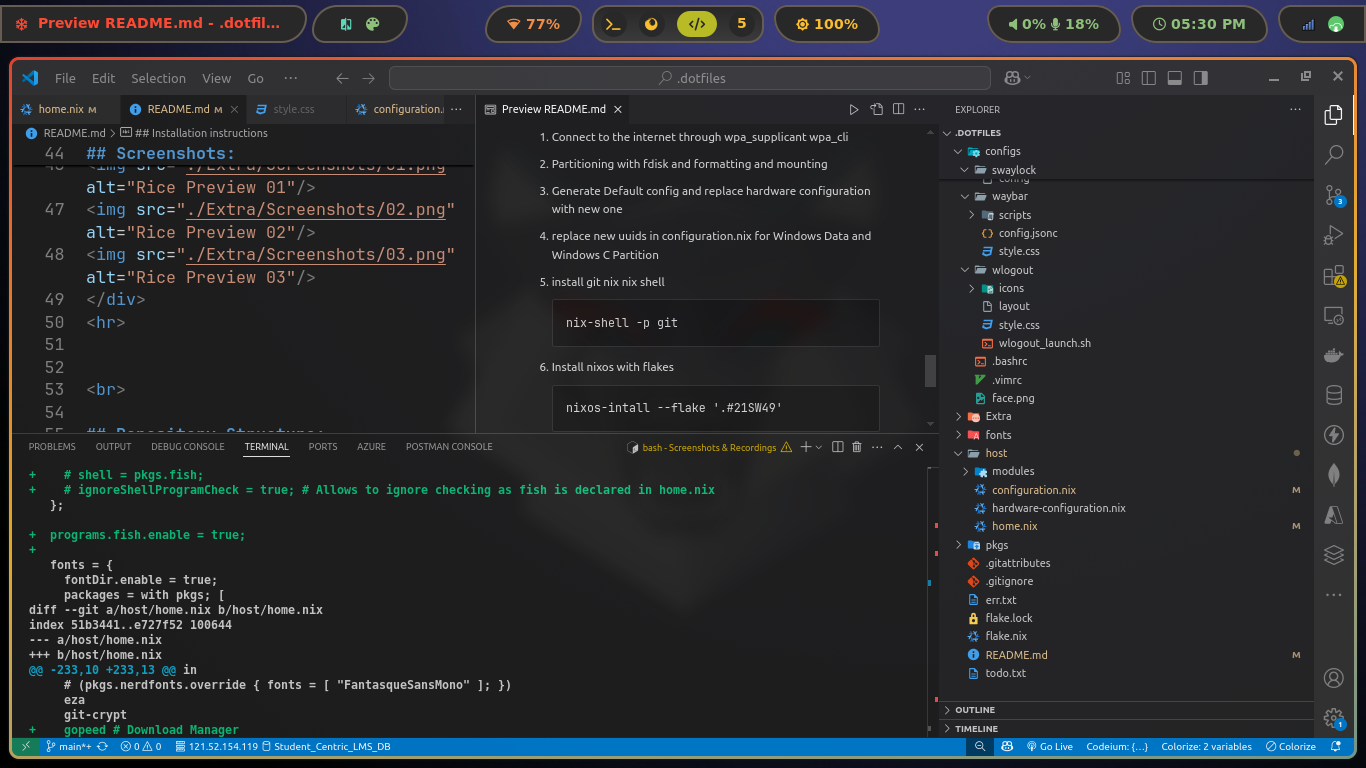 Preview README.md - .dotfil...
77%
5
100%
0% 18%
05:30 PM
File Edit Selection View Go ...
.dotfiles
home.nix M
README.md M
style.css
configuration.
Preview README.md
EXPLORER
README.md > ## Installation instructions
44 ## Screenshots:
<img src="./Extra/Screenshots/01.png"
alt="Rice Preview 01"/>
47 <img src="./Extra/Screenshots/02.png"
alt="Rice Preview 02"/>
48 <img src="./Extra/Screenshots/03.png"
alt="Rice Preview 03"/>
49 </div>
50 <hr>
51
52
53 <br>
54
55 ## Repository Structure:
1. Connect to the internet through wpa_supplicant wpa_cli
2. Partitioning with fdisk and formatting and mounting
3. Generate Default config and replace hardware configuration
with new one
4. replace new uuids in configuration.nix for Windows Data and
Windows C Partition
5. install git nix nix shell
nix-shell -p git
6. Install nixos with flakes
nixos-intall --flake '.#21SW49'
.DOTFILES
configs
swaylock
config
waybar
scripts
config.jsonc
style.css
wlogout
icons
layout
style.css
wlogout_launch.sh
.bashrc
.vimrc
face.png
Extra
fonts
host
modules
configuration.nix M
hardware-configuration.nix
home.nix M
pkgs
.gitattributes
.gitignore
err.txt
flake.lock
flake.nix
README.md M
todo.txt
OUTLINE
TIMELINE
3
1
PROBLEMS OUTPUT DEBUG CONSOLE TERMINAL PORTS AZURE POSTMAN CONSOLE
bash - Screenshots & Recordings
+ # shell = pkgs.fish;
+ # ignoreShellProgramCheck = true; # Allows to ignore checking as fish is declared in home.nix
};
+ programs.fish.enable = true;
+
fonts = {
fontDir.enable = true;
packages = with pkgs; [
diff --git a/host/home.nix b/host/home.nix
index 51b3441..e727f52 100644
--- a/host/home.nix
+++ b/host/home.nix
@@ -233,10 +233,13 @@ in
# (pkgs.nerdfonts.override { fonts = [ "FantasqueSansMono" ]; })
eza
git-crypt
+ gopeed # Download Manager
main*+ 0 0 121.52.154.119 Student_Centric_LMS_DB
Go Live Codeium: {...} Colorize: 2 variables Colorize